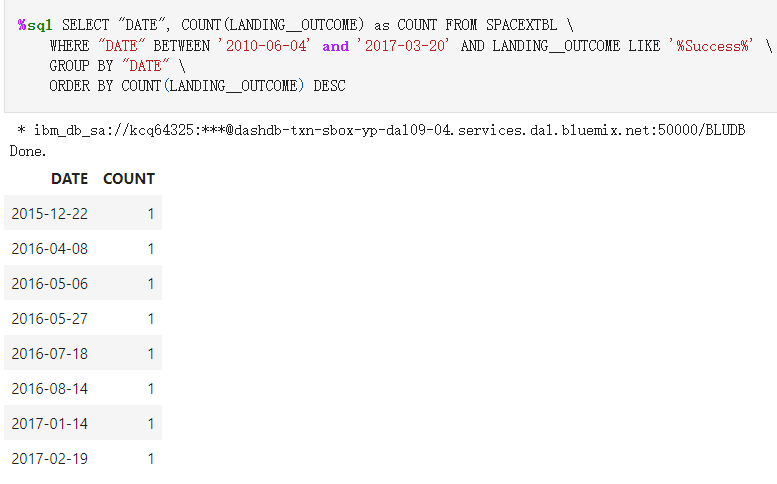 %sql SELECT "DATE", COUNT(LANDING__OUTCOME) as COUNT FROM SPACEXTBL \
WHERE "DATE" BETWEEN '2010-06-04' and '2017-03-20' AND LANDING__OUTCOME LIKE '%Success%' \
GROUP BY "DATE" \
ORDER BY COUNT(LANDING__OUTCOME) DESC
* ibm_db_sa://kcq64325:***@dashdb-txn-sbox-yp-dal09-04.services.dal.bluemix.net:50000/BLUDB
Done.
DATE COUNT
2015-12-22 1
2016-04-08 1
2016-05-06 1
2016-05-27 1
2016-07-18 1
2016-08-14 1
2017-01-14 1
2017-02-19 1